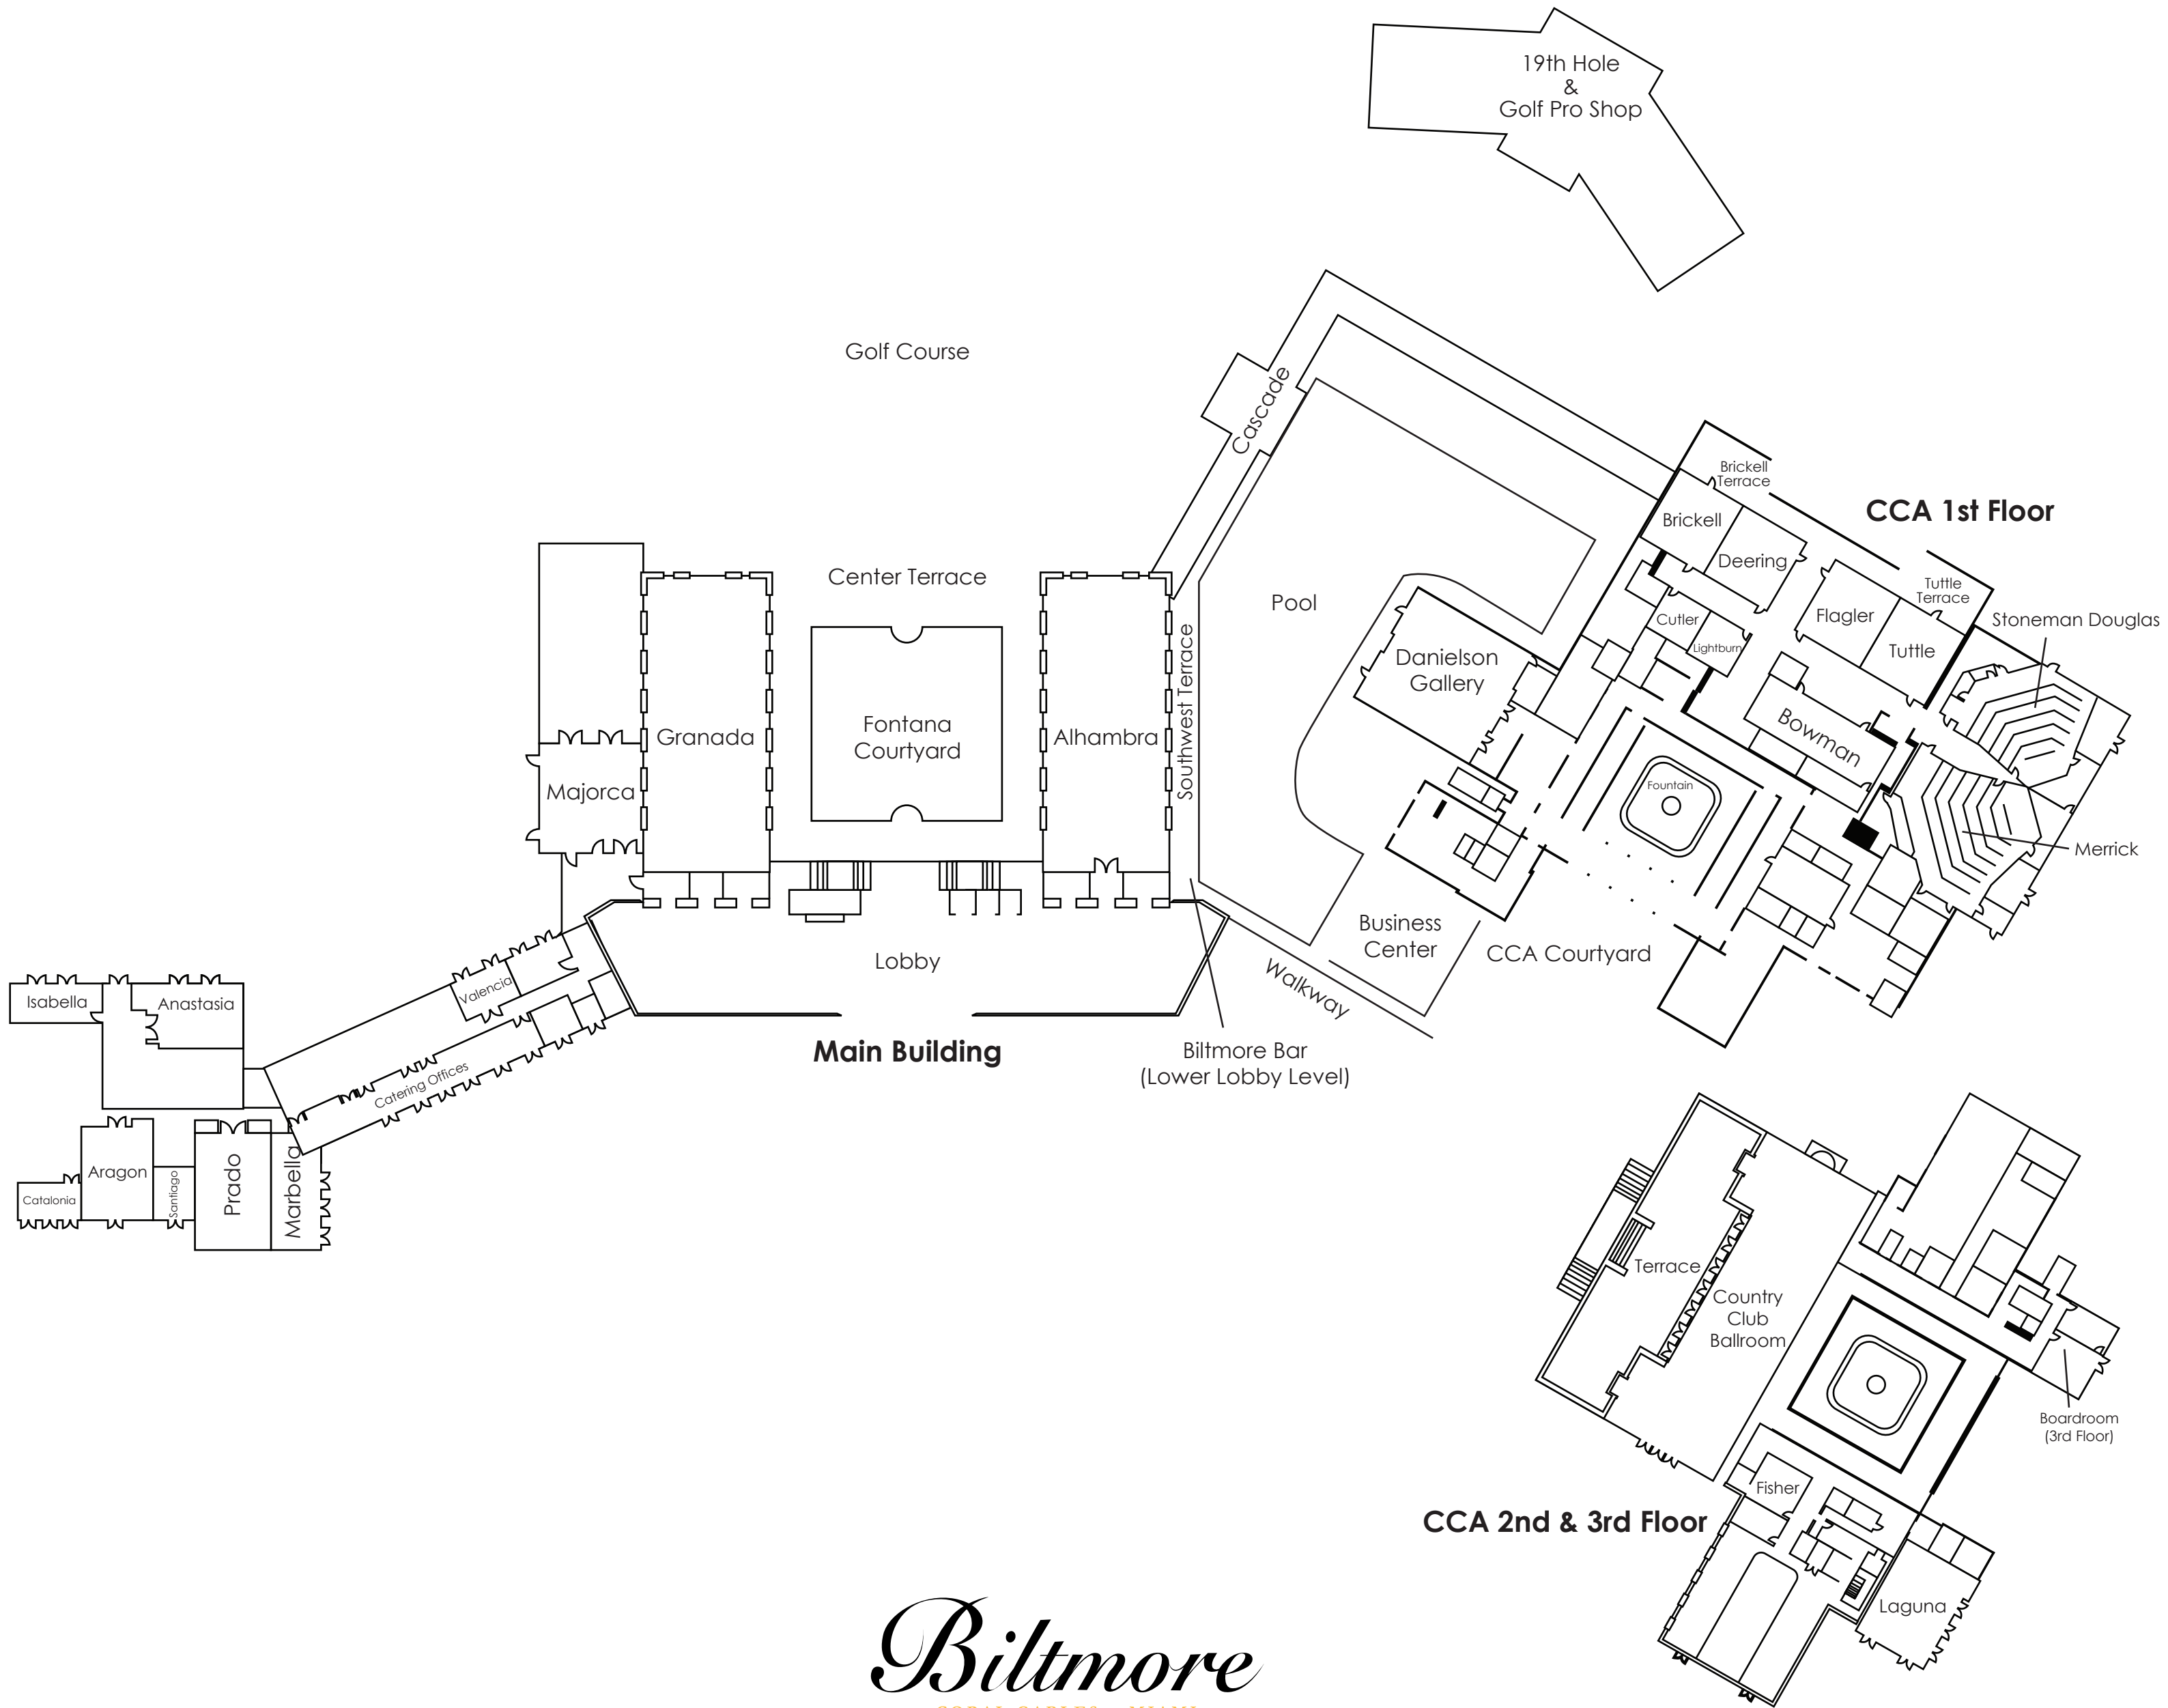 19th Hole
&
Golf Pro Shop
Golf Course
Cascade
Brickell
Terrace
CCA 1st Floor
Brickell
Deering
Center Terrace
Tuttle
Terrace
Pool
Cutler
Flagler
Stoneman Douglas
Lightburn
Tuttle
Danielson
Gallery
Southwest Terrace
Granada
Fontana
Courtyard
Alhambra
Bowman
Majorca
Fountain
Merrick
Business
Center
CCA Courtyard
Lobby
Walkway
Valencia
Isabella
Anastasia
Main Building
Biltmore Bar
(Lower Lobby Level)
Catering Offices
Aragon
Catalonia
Santiago
Prado
Marbella
Terrace
Country
Club
Ballroom
Boardroom
(3rd Floor)
Fisher
CCA 2nd & 3rd Floor
Laguna
Biltmore